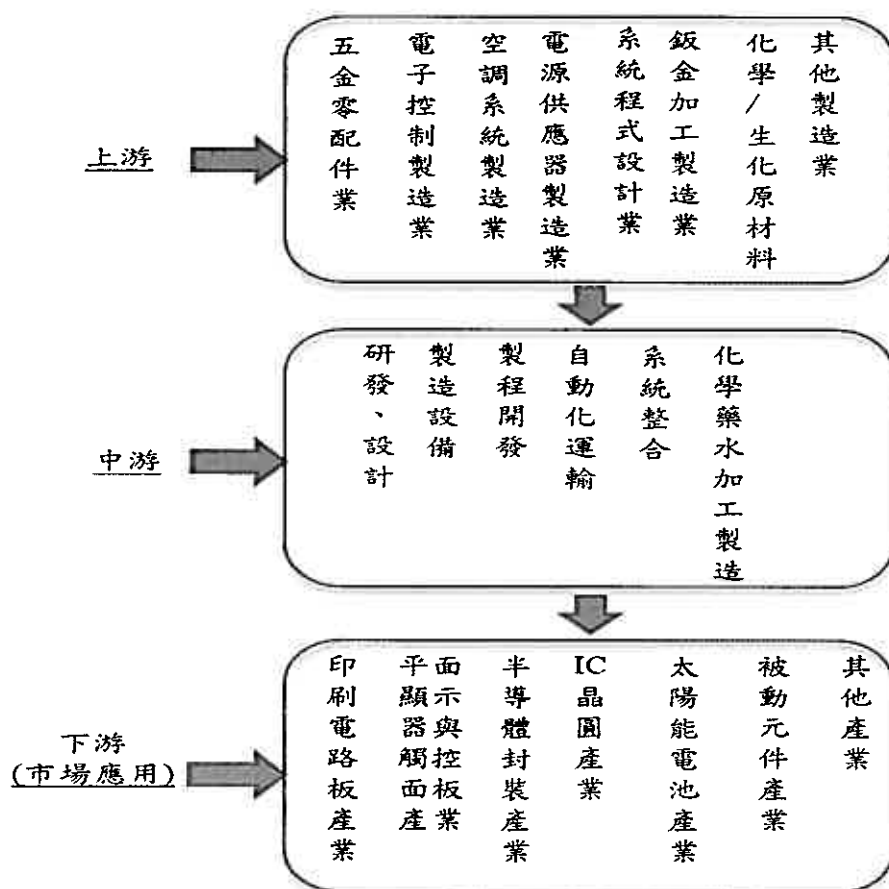 上游
五金零配件業
電子控制製造業
空調系統製造業
電源供應器製造業
系統程式設計業
鈑金加工製造業
化學/生化原材料
其他製造業
中游
研發、設計
製造設備
製程開發
自動化運輸
系統整合
化學藥水加工製造
下游
(市場應用)
印刷電路板產業
平面顯示器與觸控面板產業
半導體封裝產業
IC晶圓產業
太陽能電池產業
被動元件產業
其他產業